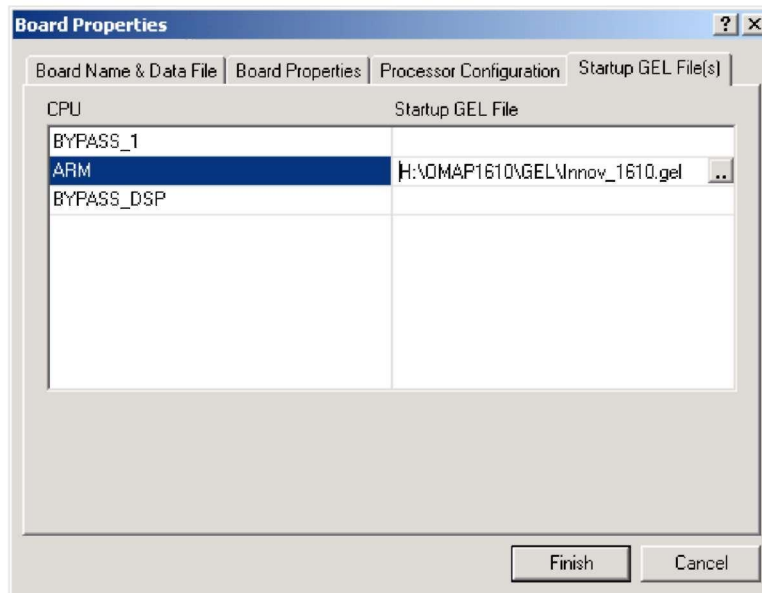 Board Properties
Board Name & Data File Board Properties Processor Configuration Startup GEL File(s)
CPU Startup GEL File
BYPASS_1
ARM H:\OMAP1610\GEL\Innov_1610.gel ..
BYPASS_DSP
Finish Cancel